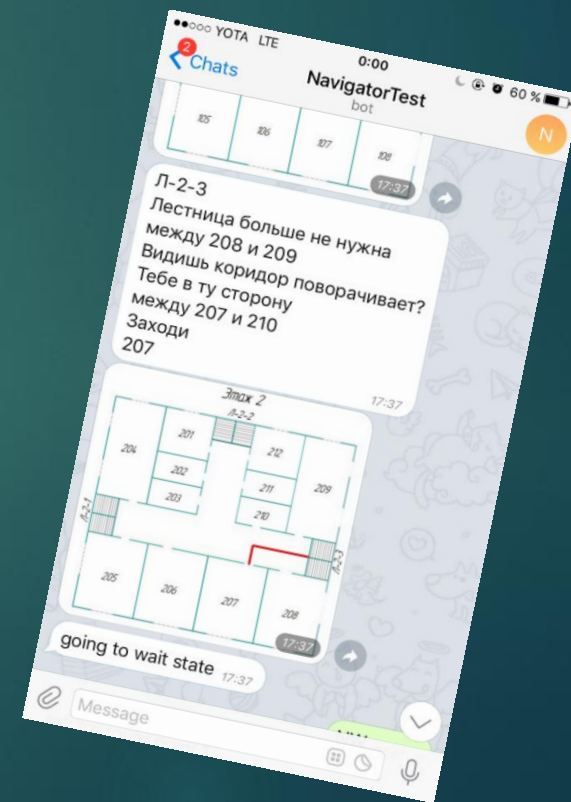 YOTA LTE
0:00
60 %
2
Chats
NavigatorTest
bot
N
105
106
107
108
17:37
Л-2-3
Лестница больше не нужна
между 208 и 209
Видишь коридор поворачивает?
Тебе в ту сторону
между 207 и 210
Заходи
207
17:37
Этаж 2
Л-2-2
204
201
212
209
202
211
203
210
Л-2-1
Л-2-3
205
206
207
208
17:37
going to wait state
17:37
Message